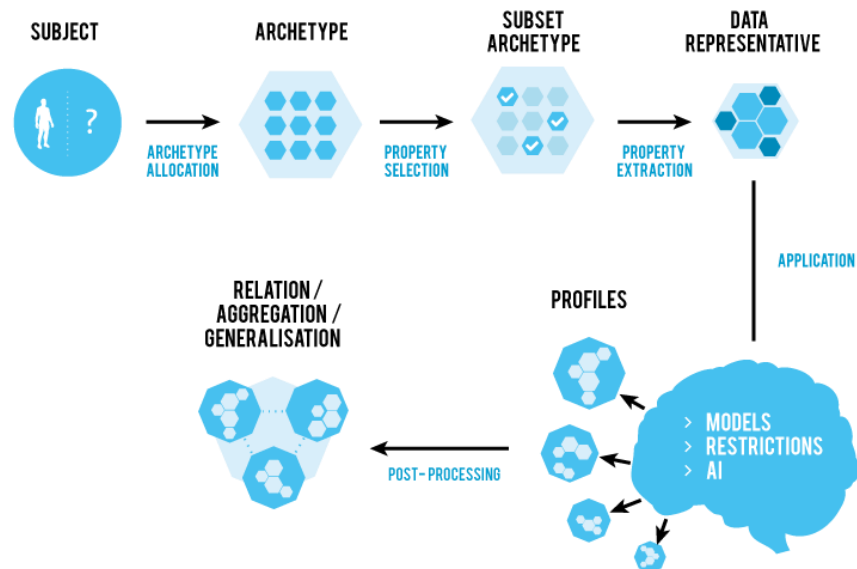 SUBJECT
ARCHETYPE
SUBSET
ARCHETYPE
DATA
REPRESENTATIVE
?
ARCHETYPE
ALLOCATION
PROPERTY
SELECTION
PROPERTY
EXTRACTION
APPLICATION
RELATION /
AGGREGATION /
GENERALISATION
PROFILES
> MODELS
> RESTRICTIONS
> AI
POST- PROCESSING